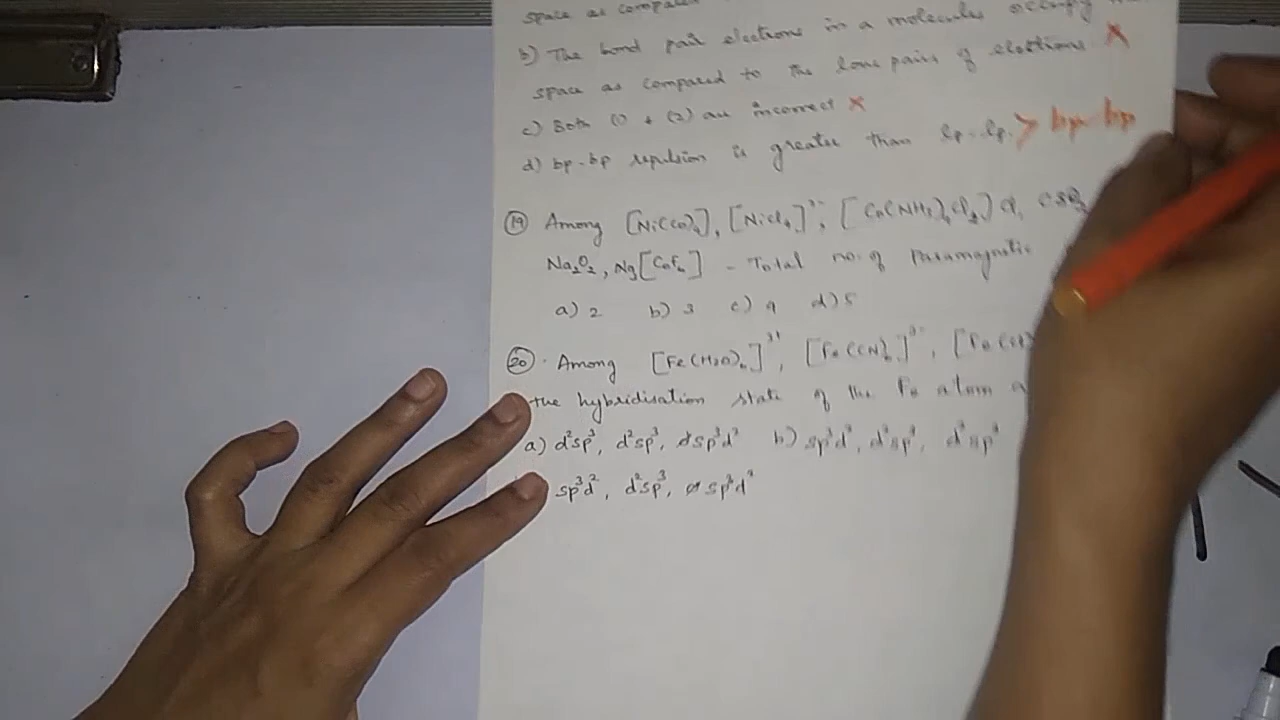 space as compared
b) The bond pair electrons in a molecules occupy
space as compared to the lone pairs of electrons ×
c) Both (1) + (2) are incorrect ×
d) bp-bp repulsion is greater than lp-lp. > bp-bp
(19) Among [Ni(CO)4], [NiCl4]2-, [Co(NH3)4Cl2]Cl,
Na2O2, [CoF6] - Total no. of Paramagnetic
a) 2 b) 3 c) 4 d) 5
(20). Among [Fe(H2O)6]3+, [Fe(CN)6]3-, [Fe(
the hybridisation state of the Fe atom
a) d2sp3, d2sp3, sp3d2 b) sp3d2, d2sp3, d2sp3
sp3d2, d2sp3, sp3d2